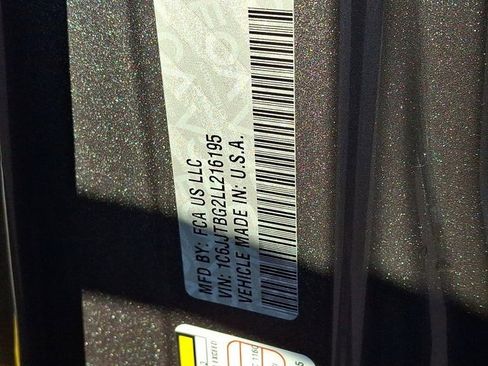 MFD BY: FCA US LLC
VIN: 1C6JJTBG2LL216195
VEHICLE MADE IN: U.S.A.